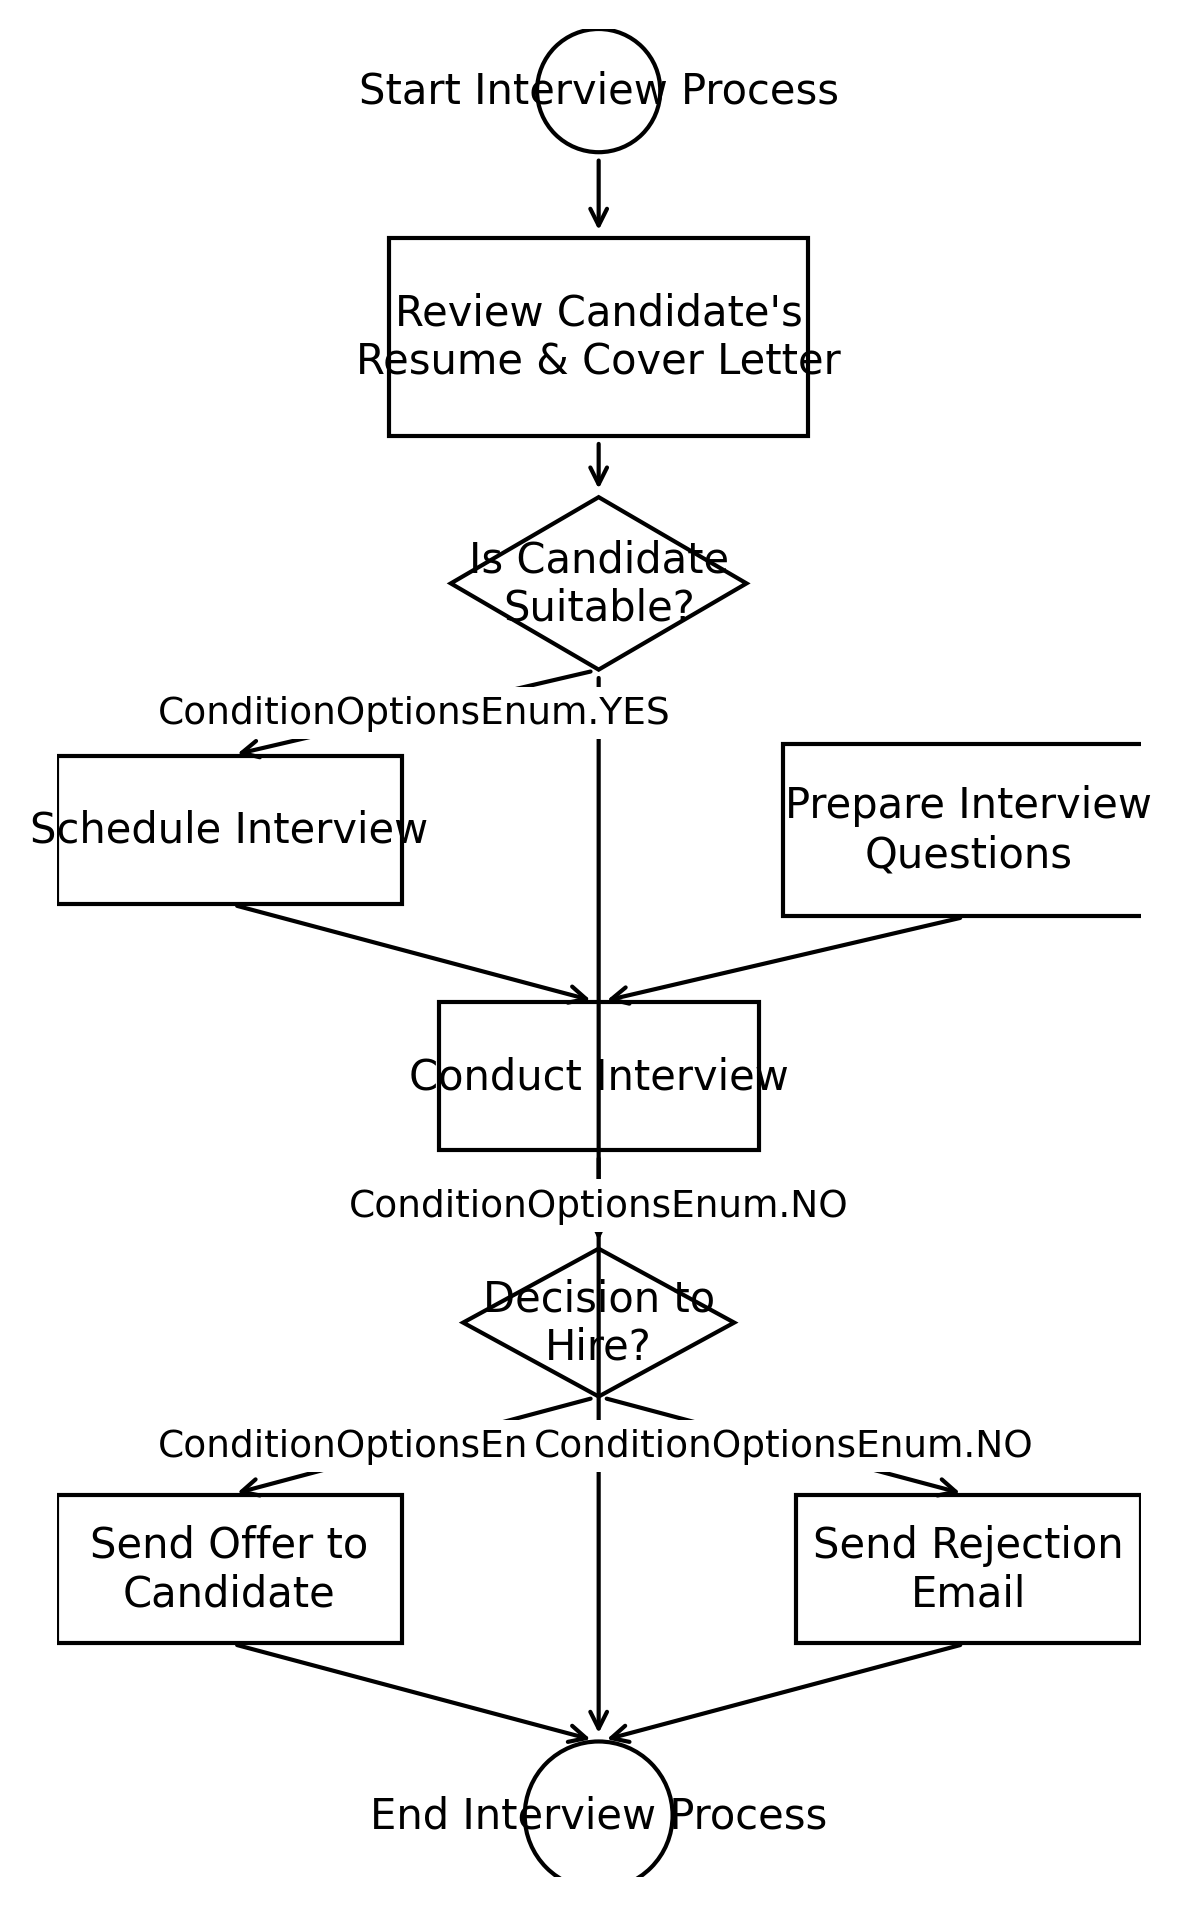 Start Interview Process
Review Candidate's
Resume & Cover Letter
Is Candidate
Suitable?
ConditionOptionsEnum.YES
Schedule Interview
Prepare Interview
Questions
Conduct Interview
ConditionOptionsEnum.NO
Decision to
Hire?
ConditionOptionsEn
ConditionOptionsEnum.NO
Send Offer to
Candidate
Send Rejection
Email
End Interview Process